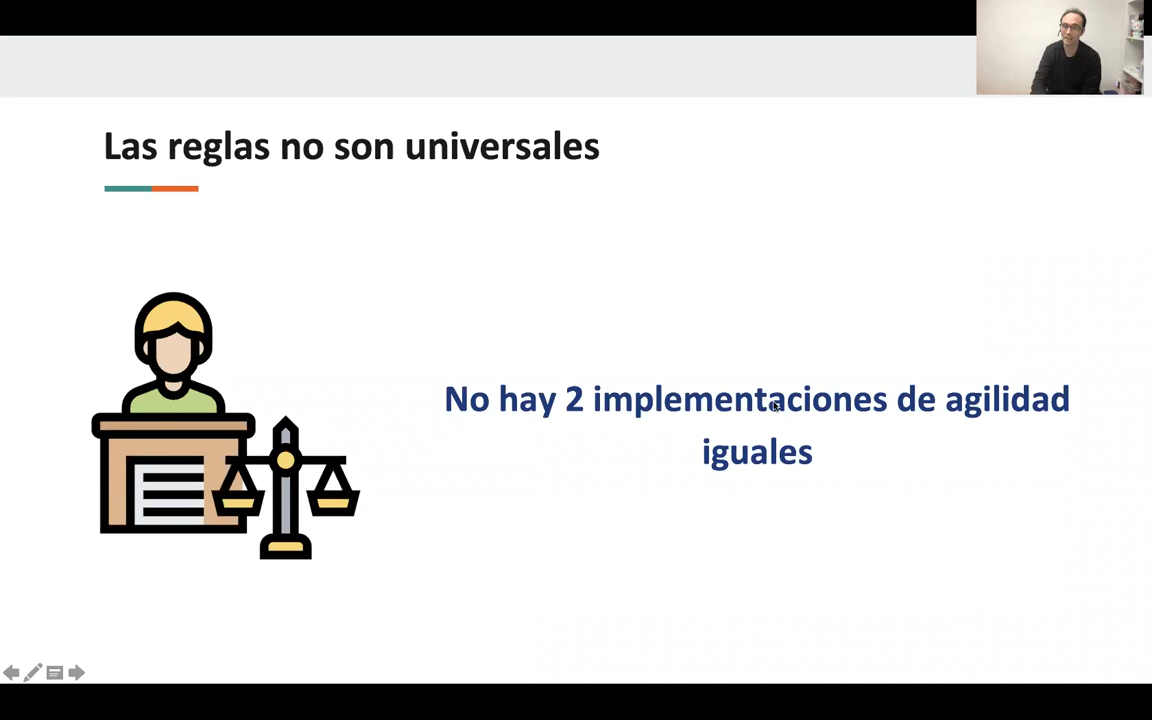 Las reglas no son universales
No hay 2 implementaciones de agilidad
iguales